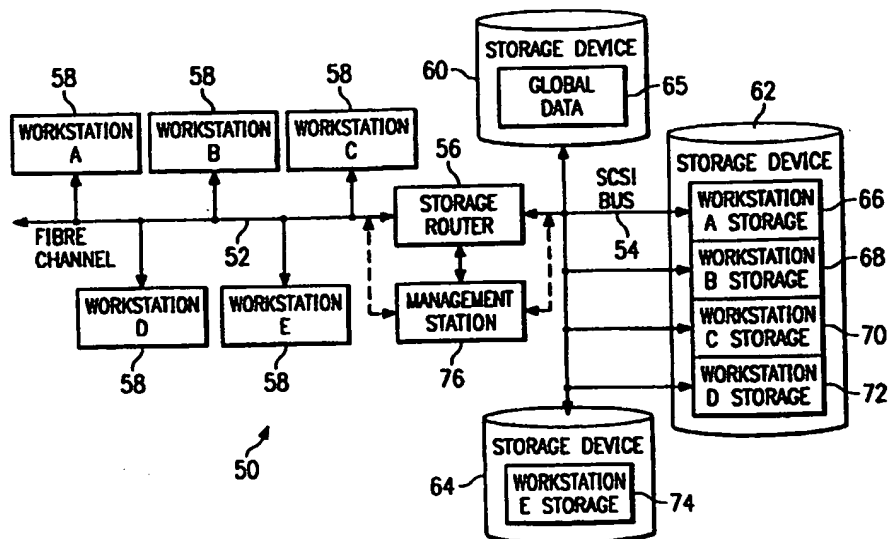 STORAGE DEVICE
60
GLOBAL
DATA
65
58
58
58
WORKSTATION
A
WORKSTATION
B
WORKSTATION
C
62
STORAGE DEVICE
56
STORAGE
ROUTER
SCSI
BUS
54
WORKSTATION
A STORAGE
66
FIBRE
CHANNEL
52
WORKSTATION
B STORAGE
68
WORKSTATION
D
WORKSTATION
E
MANAGEMENT
STATION
WORKSTATION
C STORAGE
70
58
58
76
WORKSTATION
D STORAGE
72
50
STORAGE DEVICE
64
WORKSTATION
E STORAGE
74